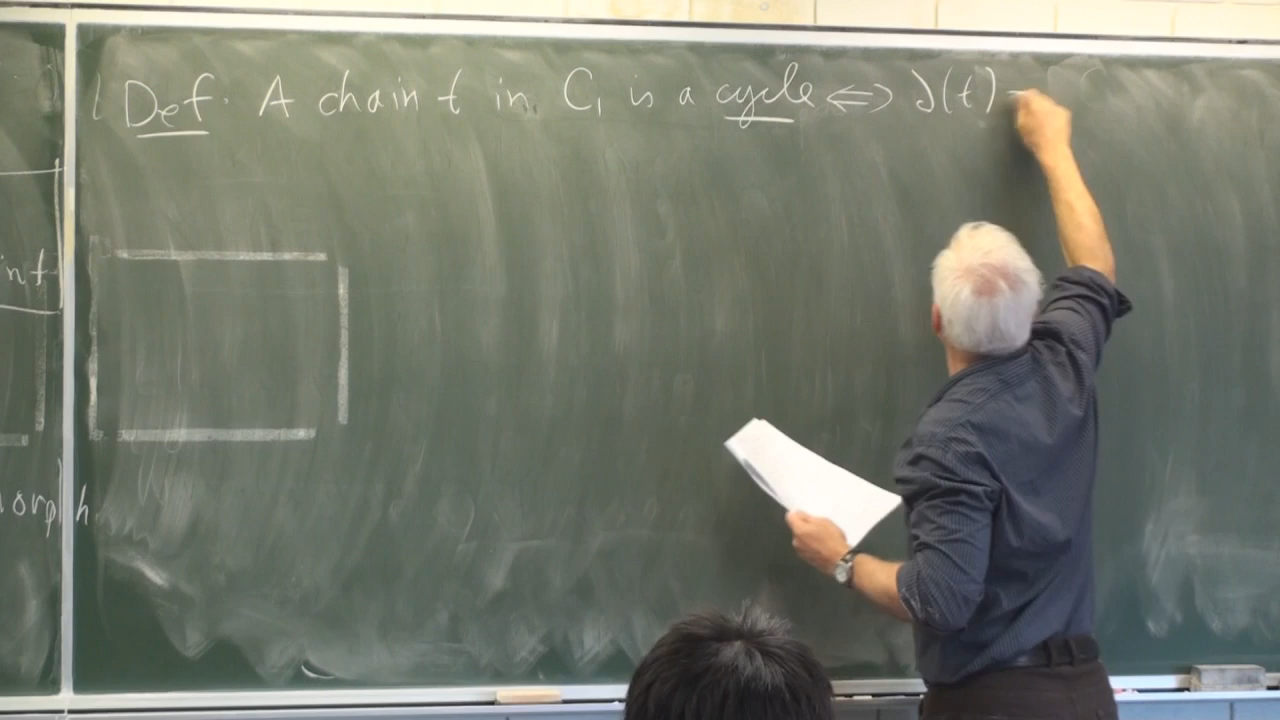 Def. A chain t in C₁ is a cycle ⇔ ∂(t) =
int
orph.